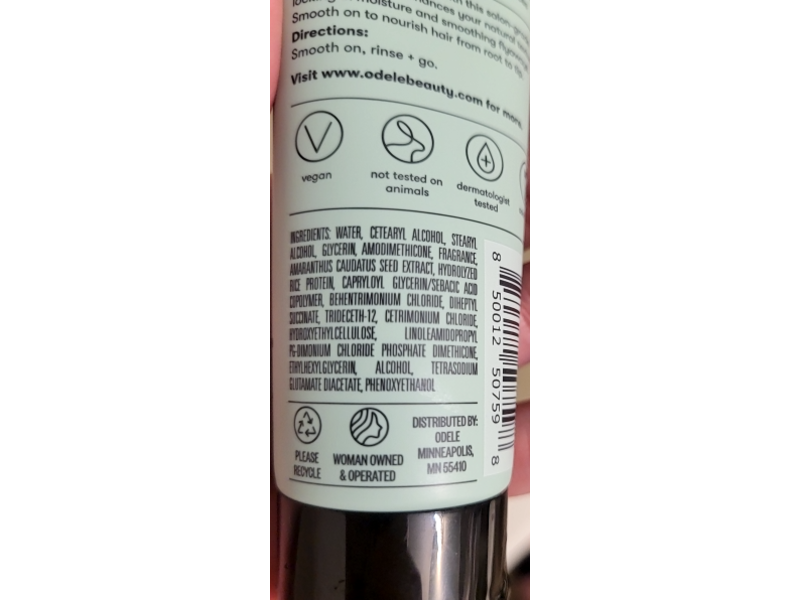 moisture and smoothing
Smooth on to nourish hair from root to tip.
Directions:
Smooth on, rinse + go.
Visit www.odelebeauty.com for more.
vegan
not tested on
animals
dermatologist
tested
INGREDIENTS: WATER, CETEARYL ALCOHOL, STEARYL
ALCOHOL, GLYCERIN, AMODIMETHICONE, FRAGRANCE,
AMARANTHUS CAUDATUS SEED EXTRACT, HYDROLYZED
RICE PROTEIN, CAPRYLOYL GLYCERIN/SEBACIC ACID
COPOLYMER, BEHENTRIMONIUM CHLORIDE, DIHEPTYL
SUCCINATE, TRIDECETH-12, CETRIMONIUM CHLORIDE,
HYDROXYETHYLCELLULOSE, LINOLEAMIDOPROPYL
PG-DIMONIUM CHLORIDE PHOSPHATE DIMETHICONE,
ETHYLHEXYLGLYCERIN, ALCOHOL, TETRASODIUM
GLUTAMATE DIACETATE, PHENOXYETHANOL
8 50012 50759 8
PLEASE
RECYCLE
WOMAN OWNED
& OPERATED
DISTRIBUTED BY:
ODELE
MINNEAPOLIS,
MN 55410